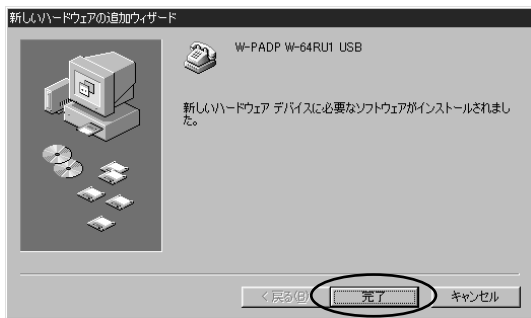 新しいハードウェアの追加ウィザード
W-PADP W-64RU1 USB
新しいハードウェア デバイスに必要なソフトウェアがインストールされまし
た。
< 戻る(B) 完了 キャンセル